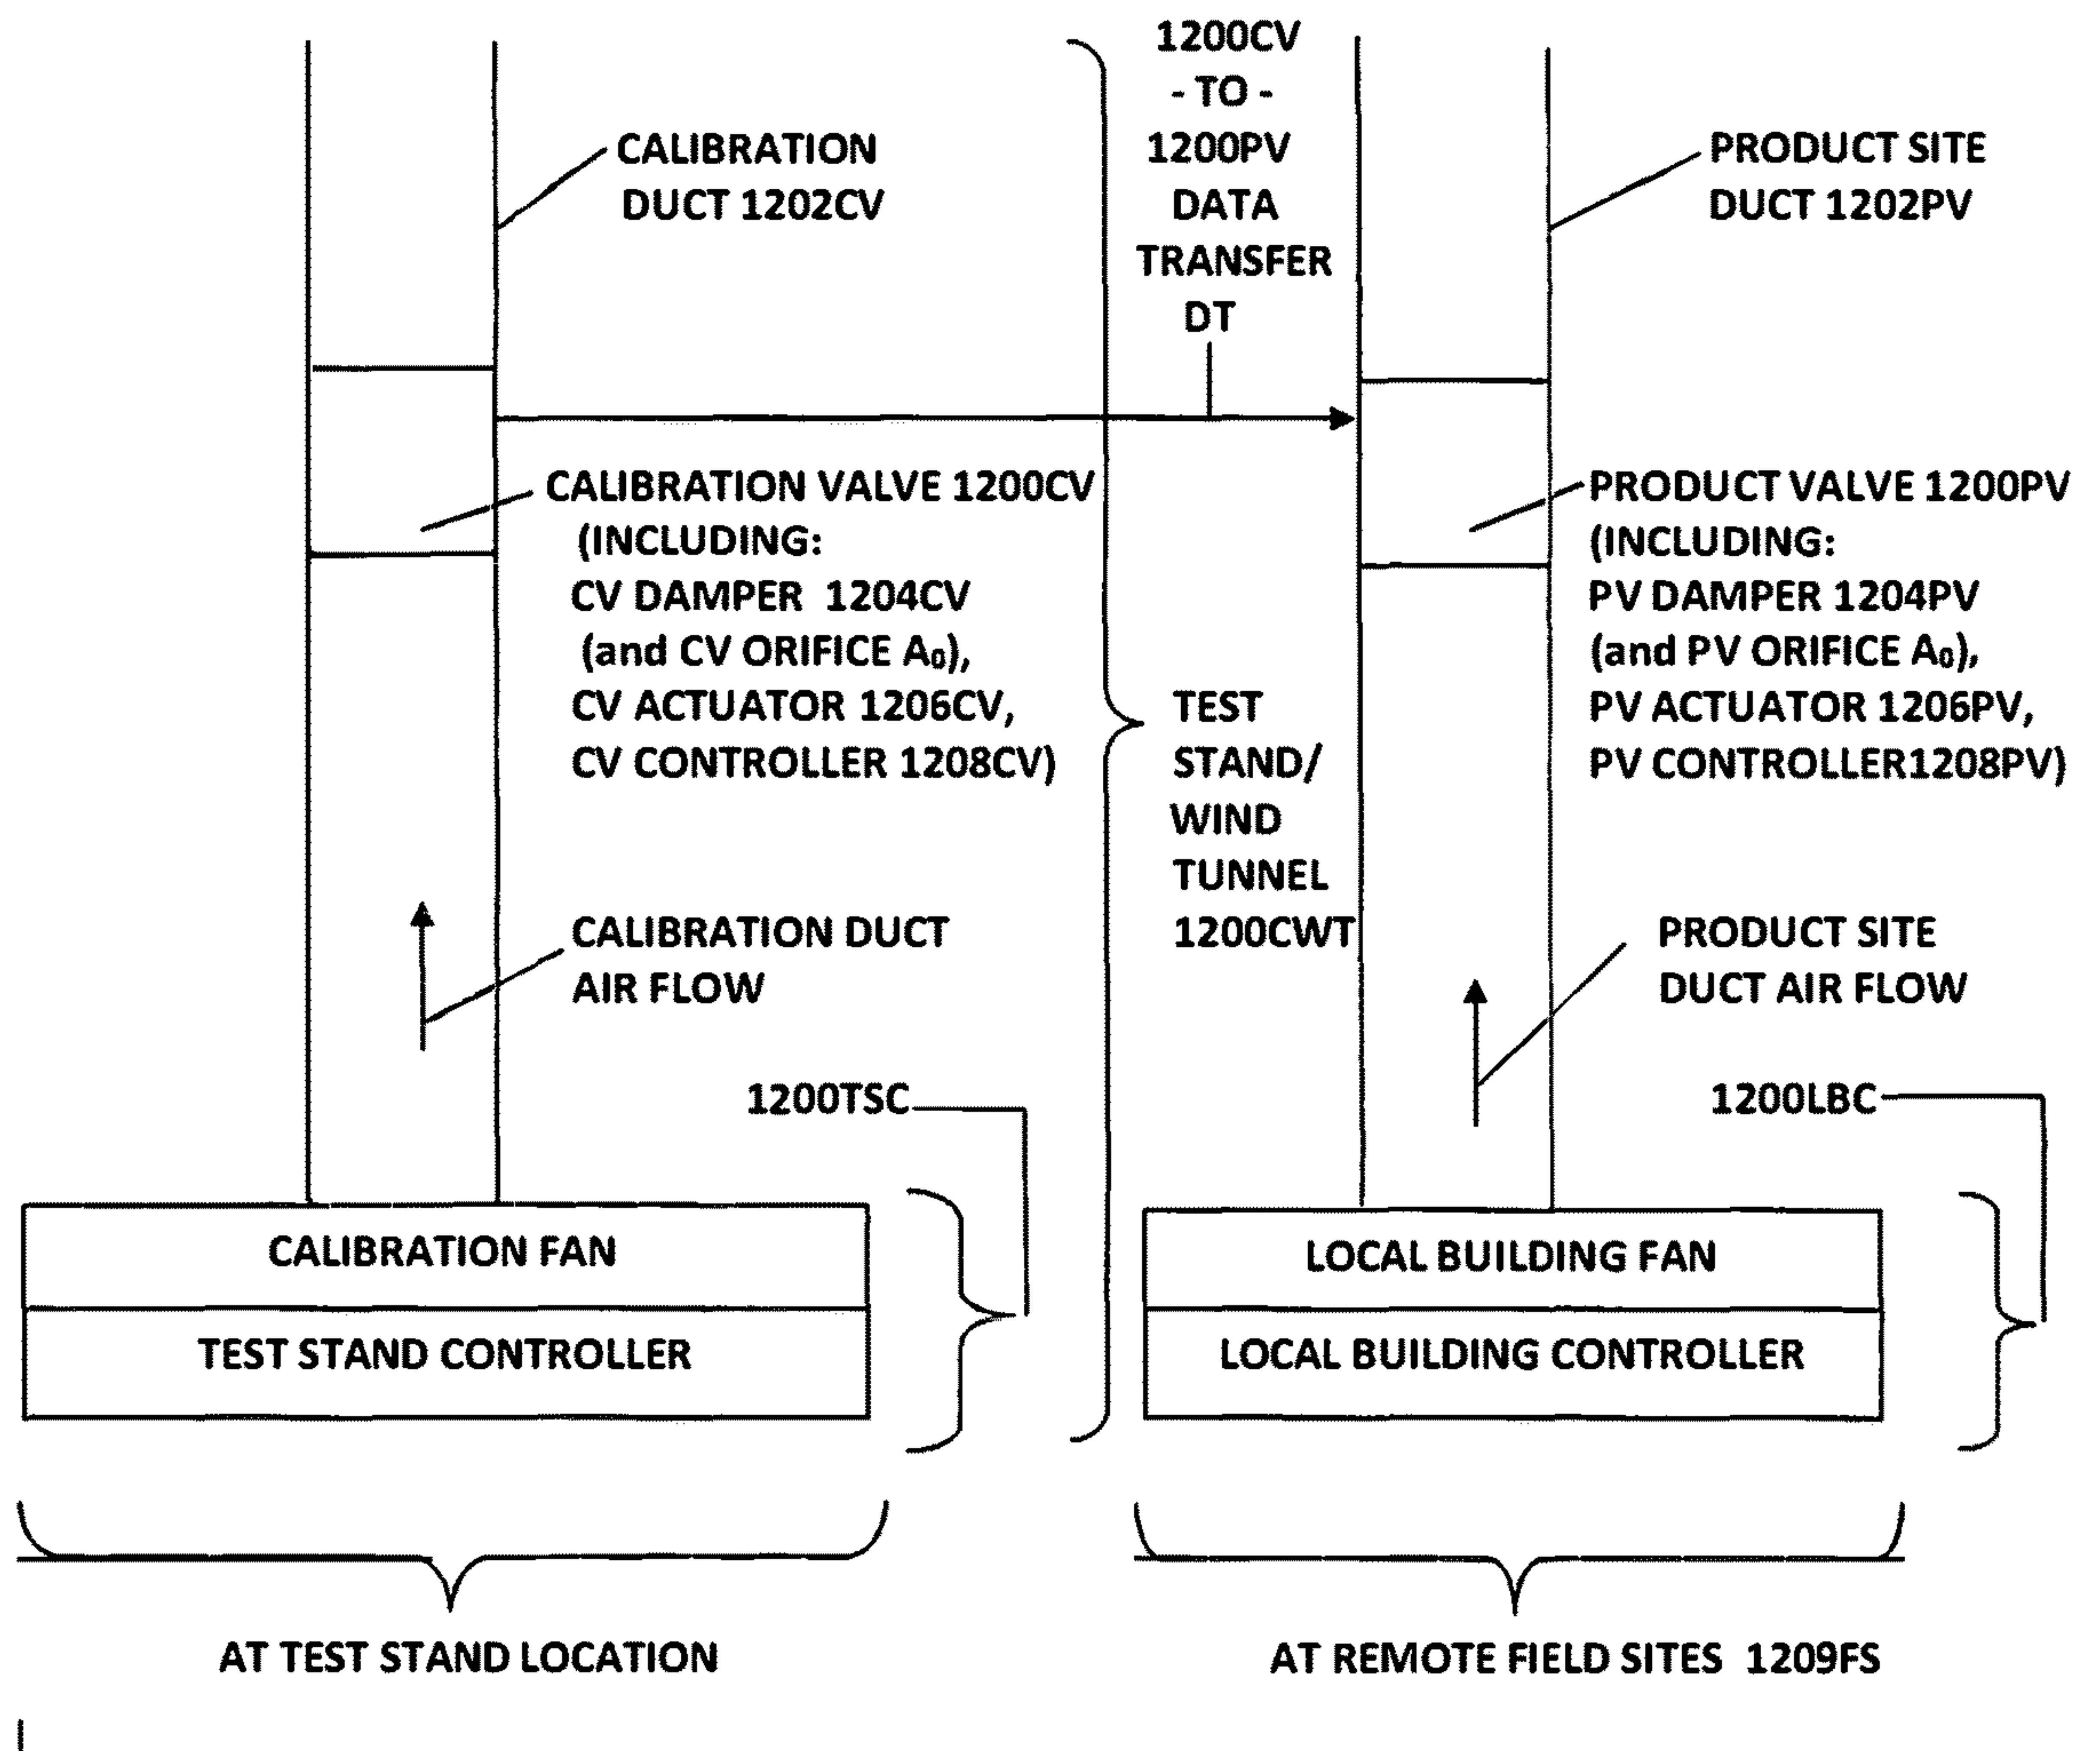 1200CV
- TO -
1200PV
DATA
TRANSFER
DT
CALIBRATION
DUCT 1202CV
PRODUCT SITE
DUCT 1202PV
CALIBRATION VALVE 1200CV
(INCLUDING:
CV DAMPER 1204CV
(and CV ORIFICE A₀),
CV ACTUATOR 1206CV,
CV CONTROLLER 1208CV)
PRODUCT VALVE 1200PV
(INCLUDING:
PV DAMPER 1204PV
(and PV ORIFICE A₀),
PV ACTUATOR 1206PV,
PV CONTROLLER1208PV)
TEST
STAND/
WIND
TUNNEL
1200CWT
CALIBRATION DUCT
AIR FLOW
PRODUCT SITE
DUCT AIR FLOW
1200TSC
1200LBC
CALIBRATION FAN
TEST STAND CONTROLLER
LOCAL BUILDING FAN
LOCAL BUILDING CONTROLLER
AT TEST STAND LOCATION
AT REMOTE FIELD SITES 1209FS